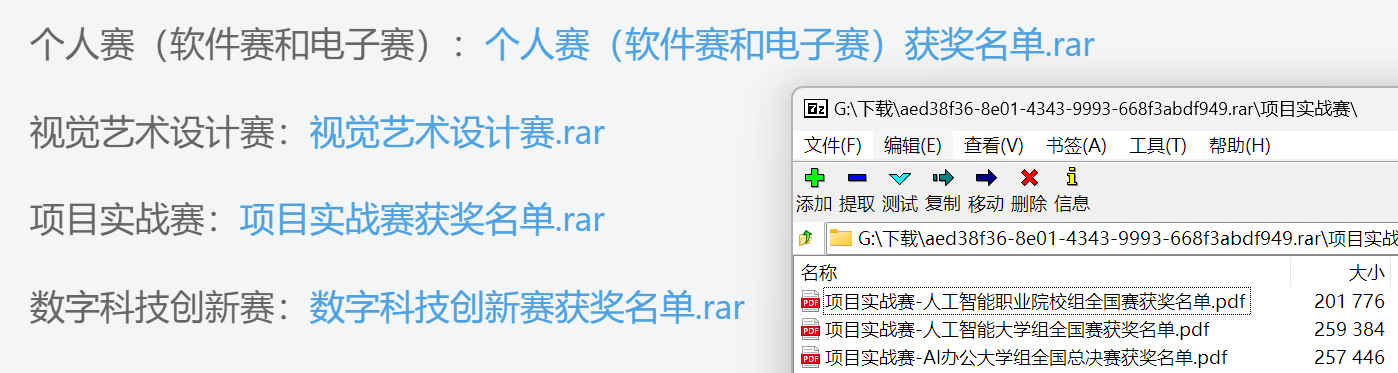 个人赛（软件赛和电子赛）：个人赛（软件赛和电子赛）获奖名单.rar
视觉艺术设计赛：视觉艺术设计赛.rar
项目实战赛：项目实战赛获奖名单.rar
数字科技创新赛：数字科技创新赛获奖名单.rar
7z G:\下载\aed38f36-8e01-4343-9993-668f3abdf949.rar\项目实战赛\
文件(F) 编辑(E) 查看(V) 书签(A) 工具(T) 帮助(H)
添加 提取 测试 复制 移动 删除 信息
G:\下载\aed38f36-8e01-4343-9993-668f3abdf949.rar\项目实战
名称 大小
PDF 项目实战赛-人工智能职业院校组全国赛获奖名单.pdf 201 776
PDF 项目实战赛-人工智能大学组全国赛获奖名单.pdf 259 384
PDF 项目实战赛-AI办公大学组全国总决赛获奖名单.pdf 257 446